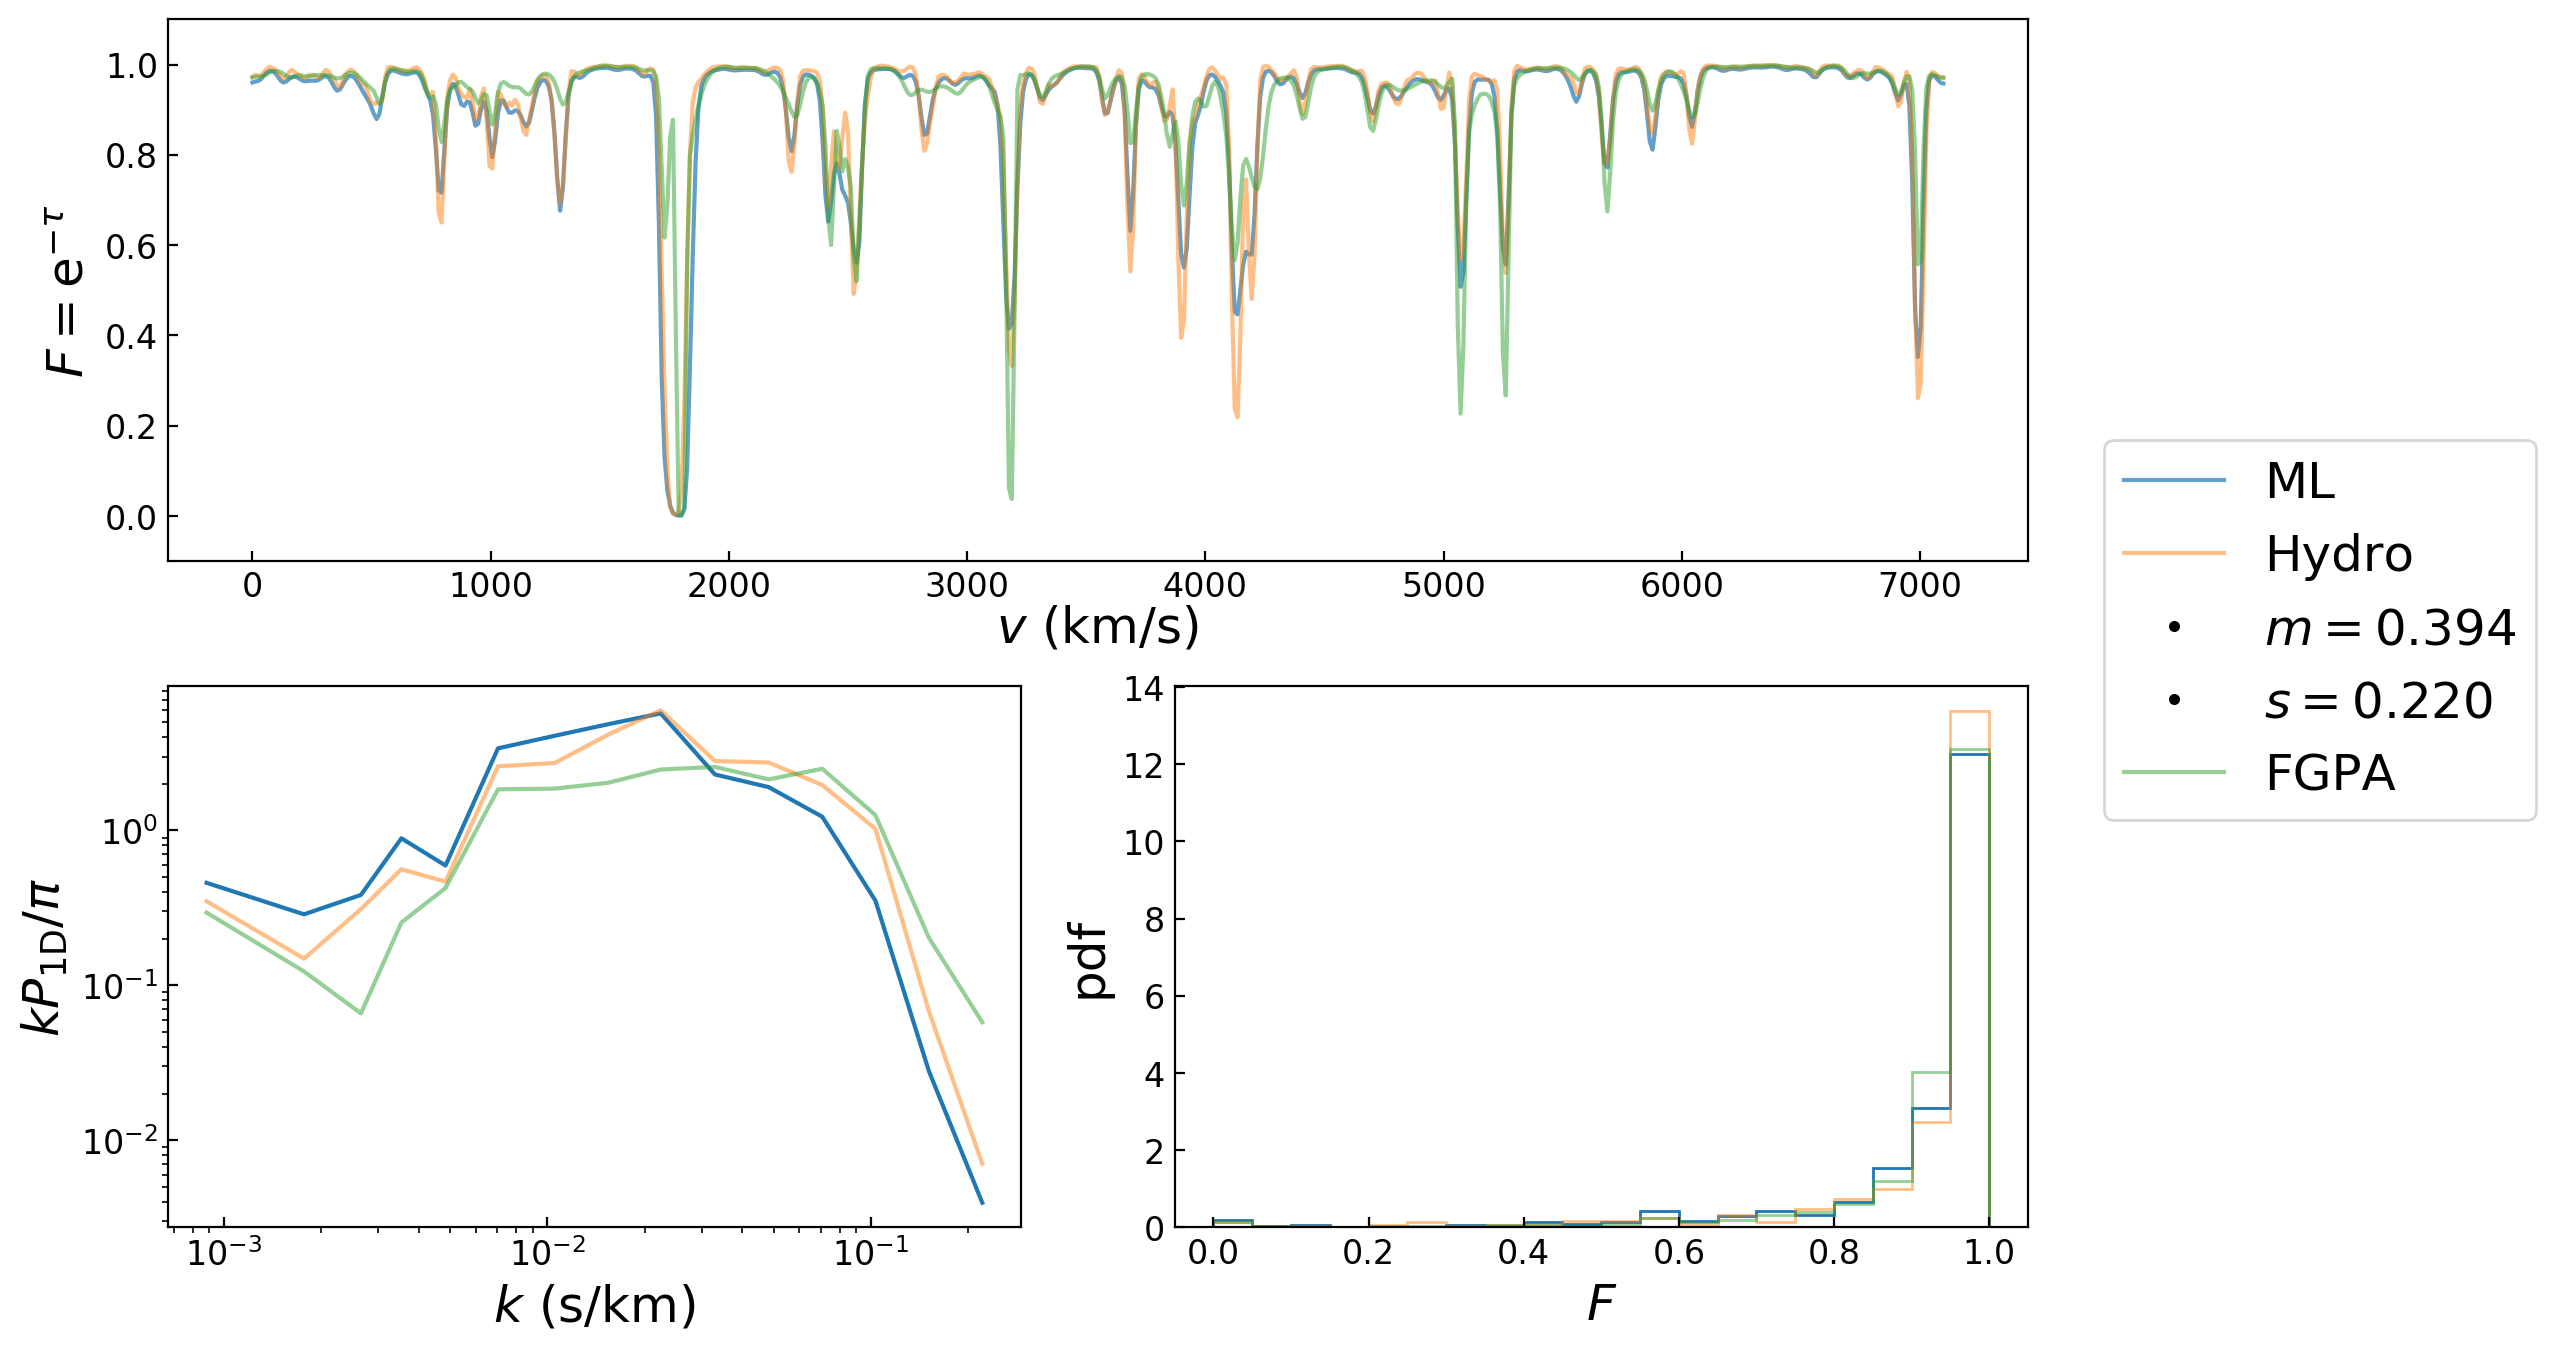 1.0
0.8
0.6
0.4
0.2
0.0
F = e^{−τ}
0 1000 2000 3000 4000 5000 6000 7000
v (km/s)
ML
Hydro
m = 0.394
s = 0.220
FGPA
10^0
10^{−1}
10^{−2}
kP_{1D}/π
10^{−3} 10^{−2} 10^{−1}
k (s/km)
14
12
10
8
6
4
2
0
pdf
0.0 0.2 0.4 0.6 0.8 1.0
F